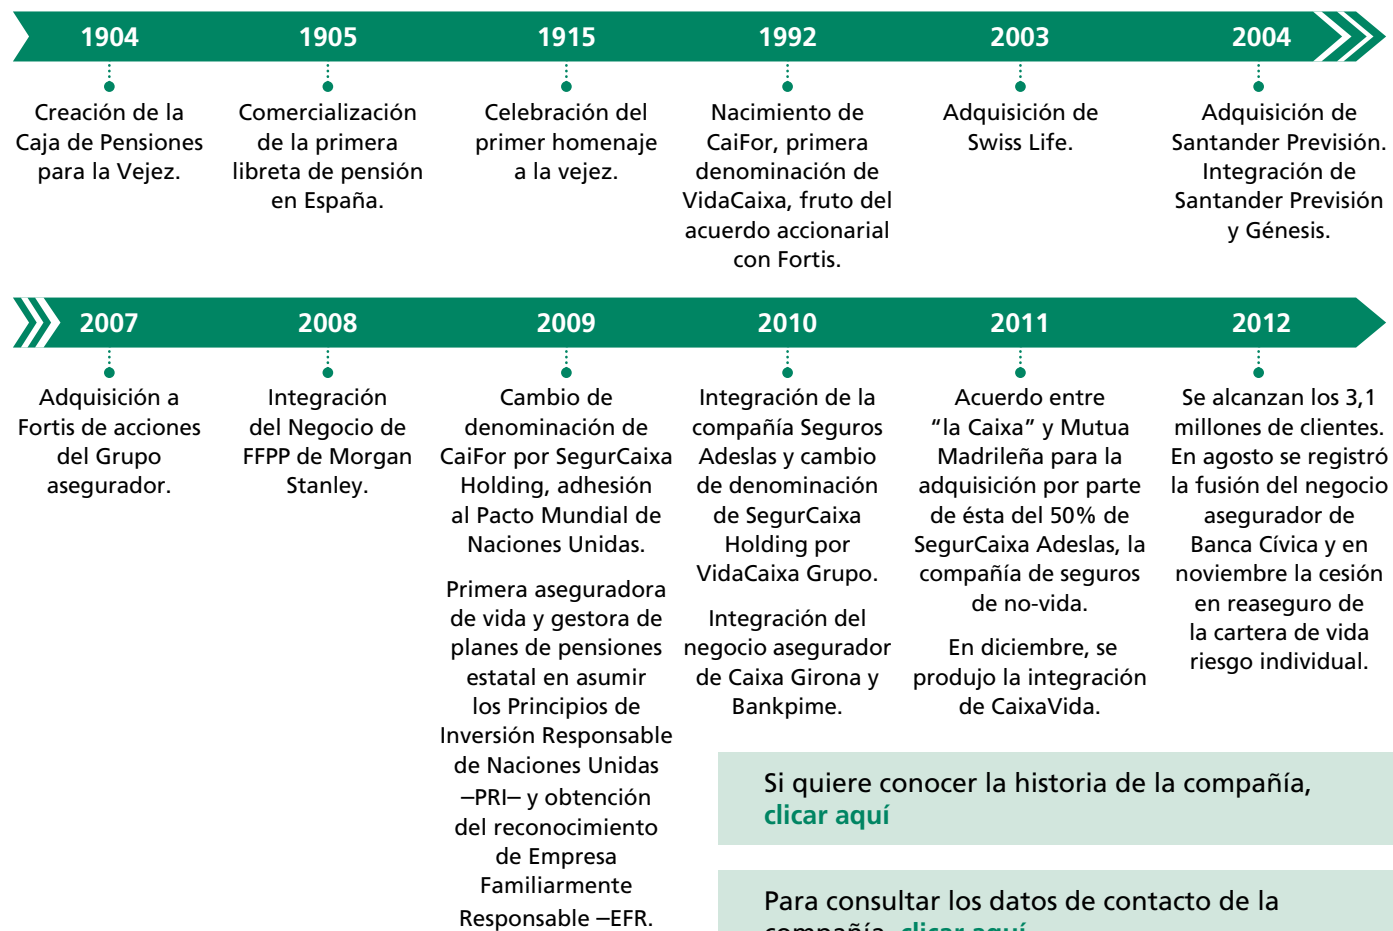 1904
Creación de la
Caja de Pensiones
para la Vejez.
1905
Comercialización
de la primera
libreta de pensión
en España.
1915
Celebración del
primer homenaje
a la vejez.
1992
Nacimiento de
CaiFor, primera
denominación de
VidaCaixa, fruto del
acuerdo accionarial
con Fortis.
2003
Adquisición de
Swiss Life.
2004
Adquisición de
Santander Previsión.
Integración de
Santander Previsión
y Génesis.
2007
Adquisición a
Fortis de acciones
del Grupo
asegurador.
2008
Integración
del Negocio de
FFPP de Morgan
Stanley.
2009
Cambio de
denominación de
CaiFor por SegurCaixa
Holding, adhesión
al Pacto Mundial de
Naciones Unidas.
Primera aseguradora
de vida y gestora de
planes de pensiones
estatal en asumir
los Principios de
Inversión Responsable
de Naciones Unidas
–PRI– y obtención
del reconocimiento
de Empresa
Familiarmente
Responsable –EFR.
2010
Integración de la
compañía Seguros
Adeslas y cambio
de denominación
de SegurCaixa
Holding por
VidaCaixa Grupo.
Integración del
negocio asegurador
de Caixa Girona y
Bankpime.
2011
Acuerdo entre
“la Caixa” y Mutua
Madrileña para la
adquisición por parte
de ésta del 50% de
SegurCaixa Adeslas, la
compañía de seguros
de no-vida.
En diciembre, se
produjo la integración
de CaixaVida.
2012
Se alcanzan los 3,1
millones de clientes.
En agosto se registró
la fusión del negocio
asegurador de
Banca Cívica y en
noviembre la cesión
en reaseguro de
la cartera de vida
riesgo individual.
Si quiere conocer la historia de la compañía,
clicar aquí
Para consultar los datos de contacto de la
compañía, clicar aquí